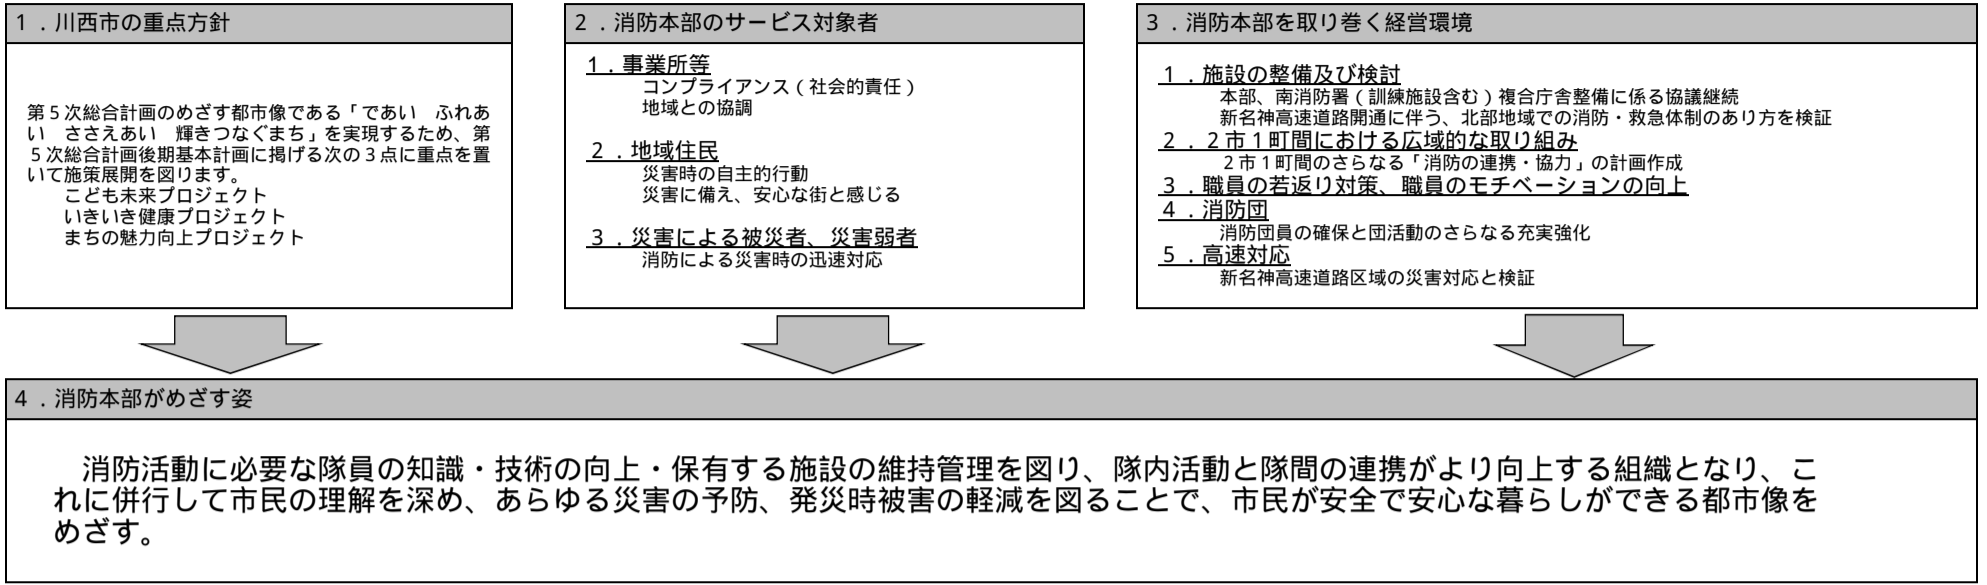 １．川西市の重点方針
第５次総合計画のめざす都市像である「であい　ふれあ
い　ささえあい　輝きつなぐまち」を実現するため、第
５次総合計画後期基本計画に掲げる次の３点に重点を置
いて施策展開を図ります。
こども未来プロジェクト
いきいき健康プロジェクト
まちの魅力向上プロジェクト
２．消防本部のサービス対象者
１．事業所等
コンプライアンス（社会的責任）
地域との協調
２．地域住民
災害時の自主的行動
災害に備え、安心な街と感じる
３．災害による被災者、災害弱者
消防による災害時の迅速対応
３．消防本部を取り巻く経営環境
１．施設の整備及び検討
本部、南消防署（訓練施設含む）複合庁舎整備に係る協議継続
新名神高速道路開通に伴う、北部地域での消防・救急体制のあり方を検証
２．２市１町間における広域的な取り組み
２市１町間のさらなる「消防の連携・協力」の計画作成
３．職員の若返り対策、職員のモチベーションの向上
４．消防団
消防団員の確保と団活動のさらなる充実強化
５．高速対応
新名神高速道路区域の災害対応と検証
４．消防本部がめざす姿
　消防活動に必要な隊員の知識・技術の向上・保有する施設の維持管理を図り、隊内活動と隊間の連携がより向上する組織となり、こ
れに併行して市民の理解を深め、あらゆる災害の予防、発災時被害の軽減を図ることで、市民が安全で安心な暮らしができる都市像を
めざす。